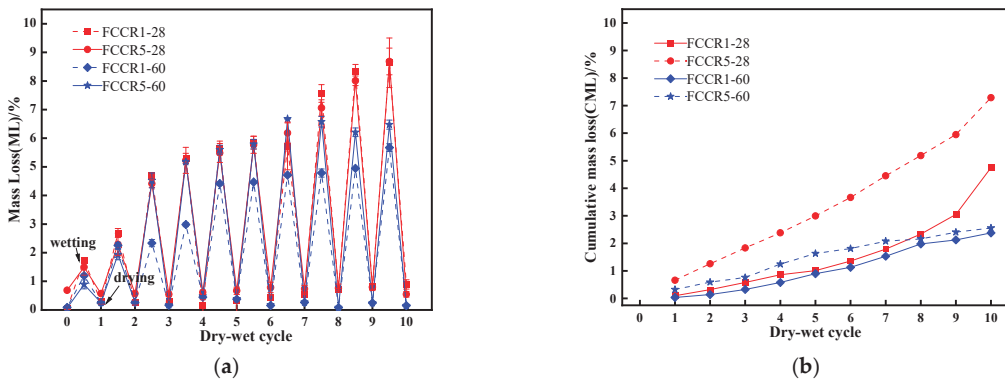 10
9
8
7
6
5
4
3
2
1
0
Mass Loss(ML)/%
FCCR1-28
FCCR5-28
FCCR1-60
FCCR5-60
wetting
drying
0 1 2 3 4 5 6 7 8 9 10
Dry-wet cycle
(a)
10
9
8
7
6
5
4
3
2
1
0
Cumulative mass loss(CML)/%
FCCR1-28
FCCR5-28
FCCR1-60
FCCR5-60
0 1 2 3 4 5 6 7 8 9 10
Dry-wet cycle
(b)